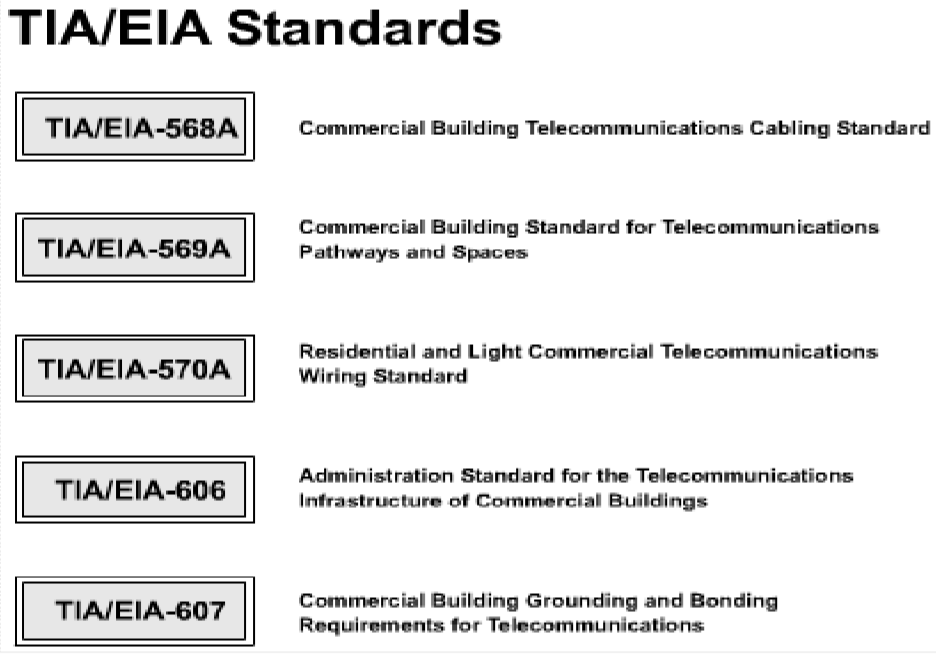 TIA/EIA Standards
TIA/EIA-568A
Commercial Building Telecommunications Cabling Standard
TIA/EIA-569A
Commercial Building Standard for Telecommunications
Pathways and Spaces
TIA/EIA-570A
Residential and Light Commercial Telecommunications
Wiring Standard
TIA/EIA-606
Administration Standard for the Telecommunications
Infrastructure of Commercial Buildings
TIA/EIA-607
Commercial Building Grounding and Bonding
Requirements for Telecommunications